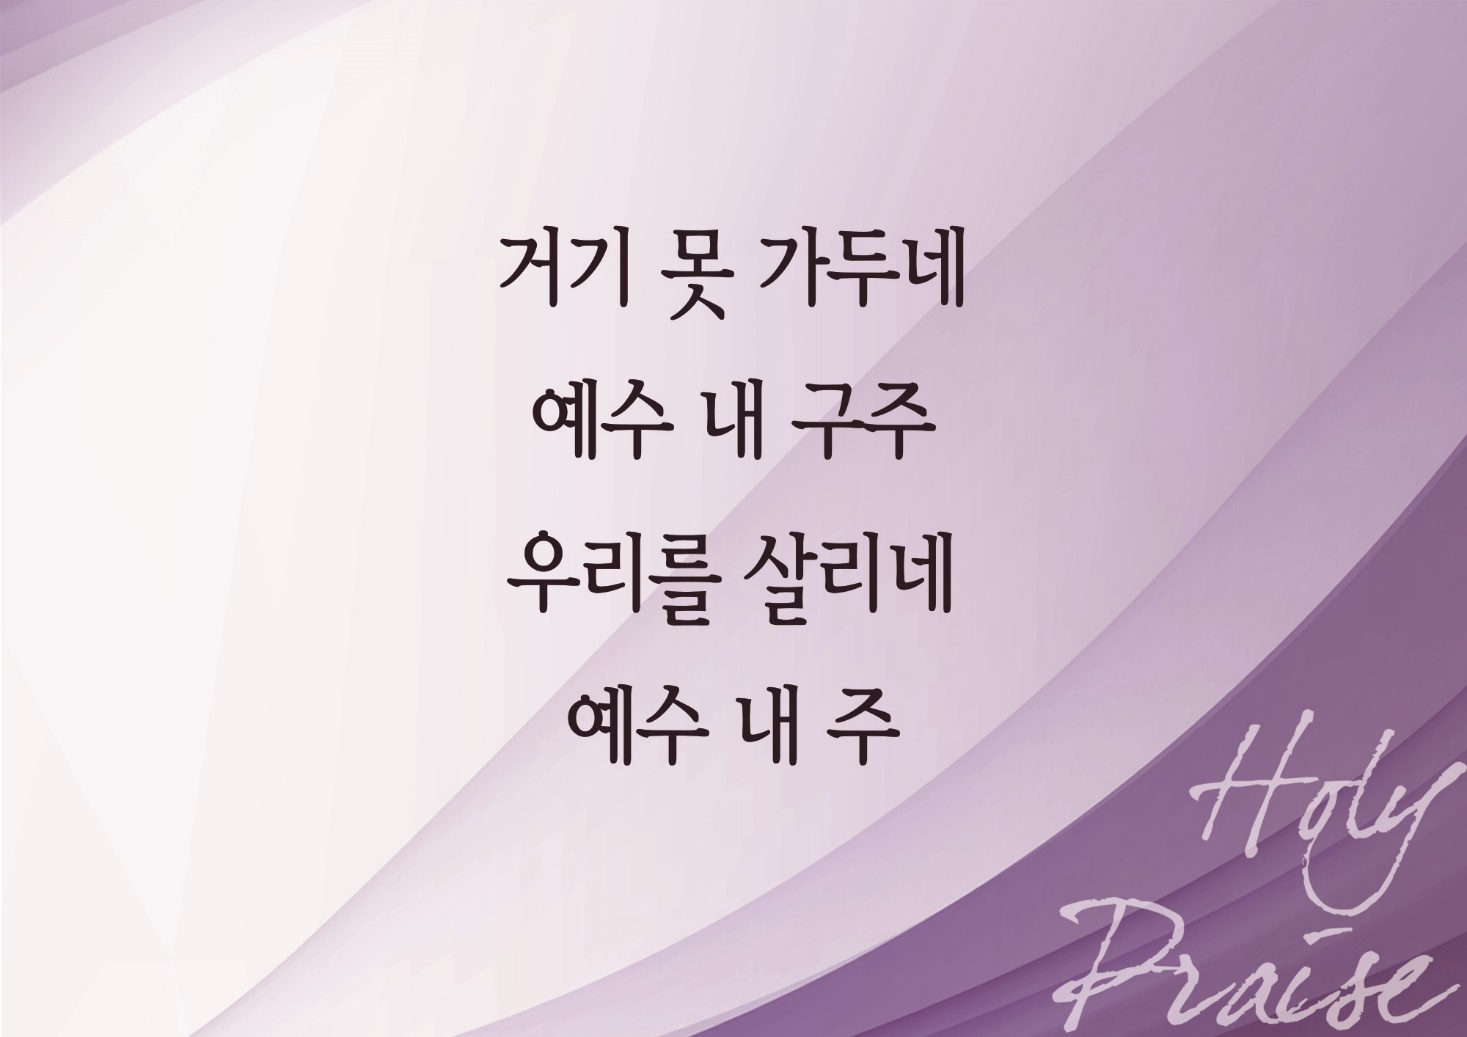 거기 못 가두네
예수 내 구주
우리를 살리네
예수 내 주
Holy
Praise